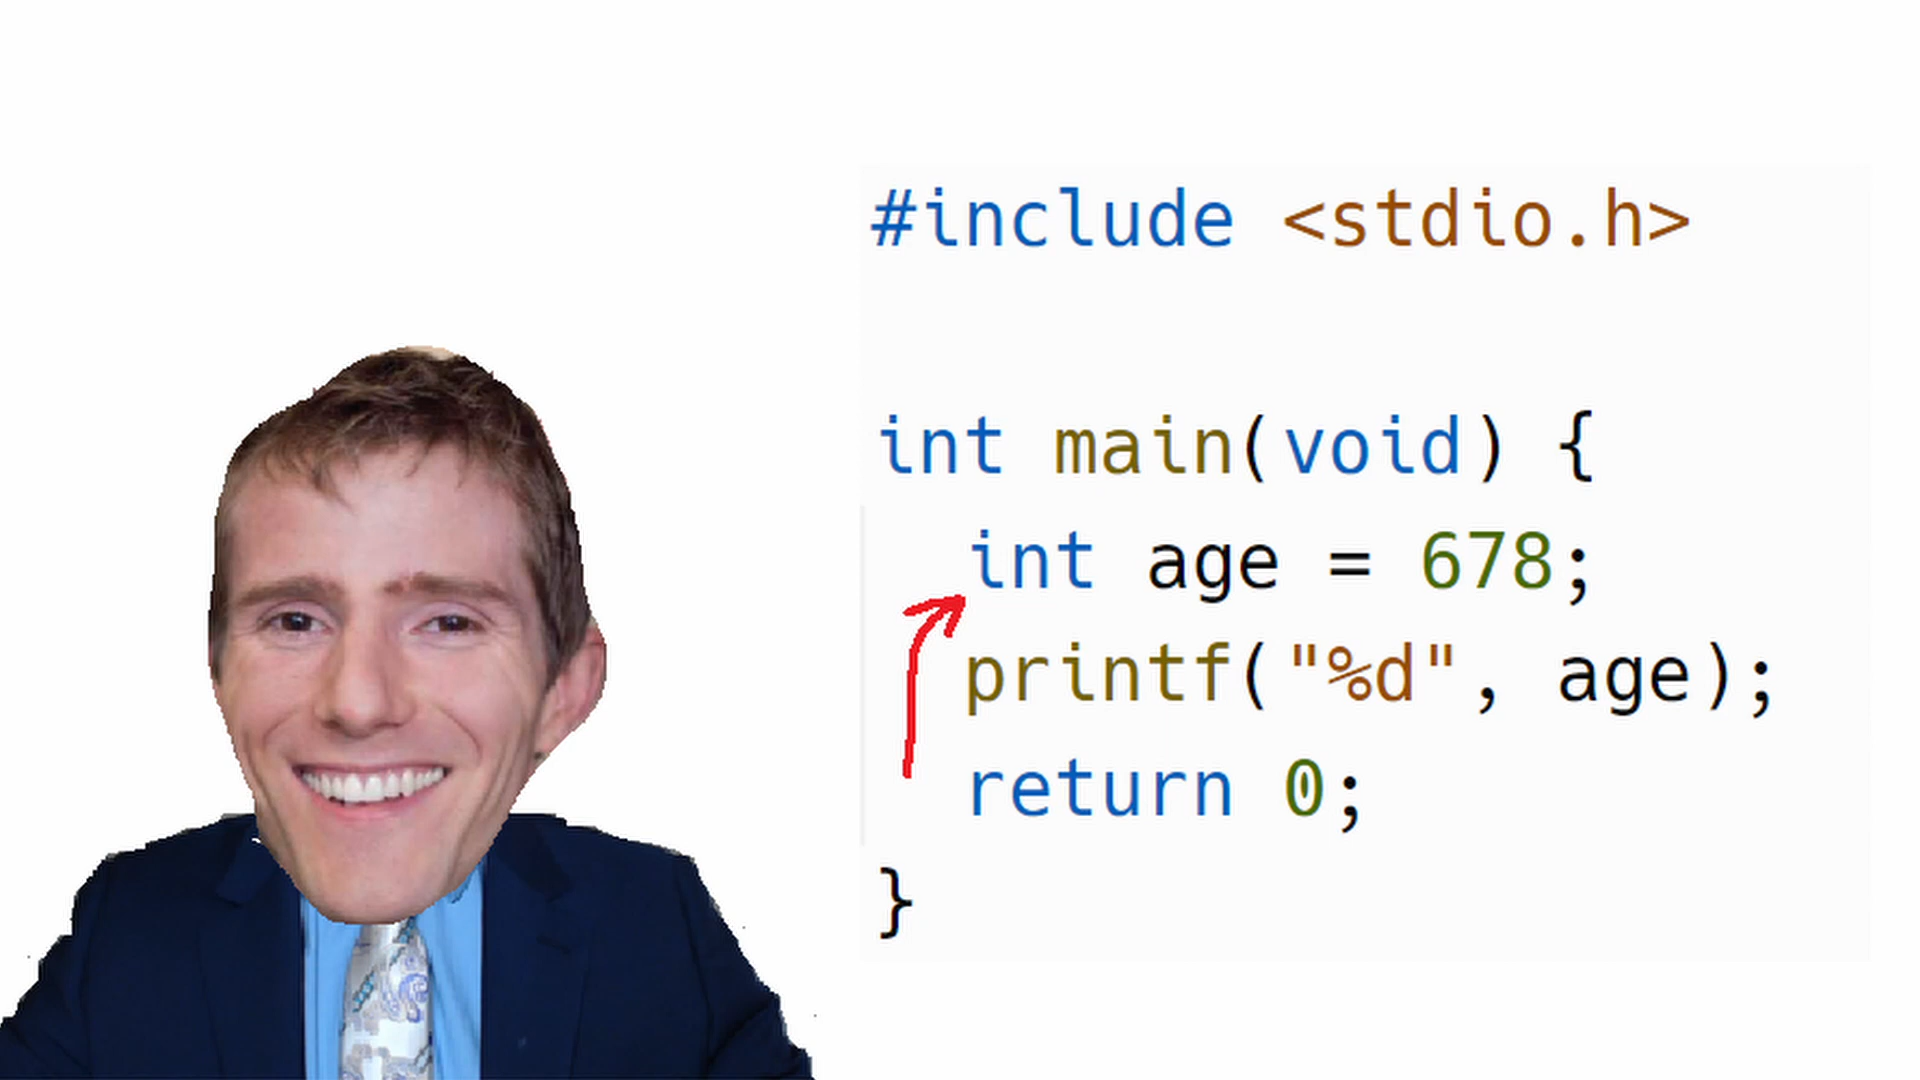 #include <stdio.h>
int main(void) {
int age = 678;
printf("%d", age);
return 0;
}